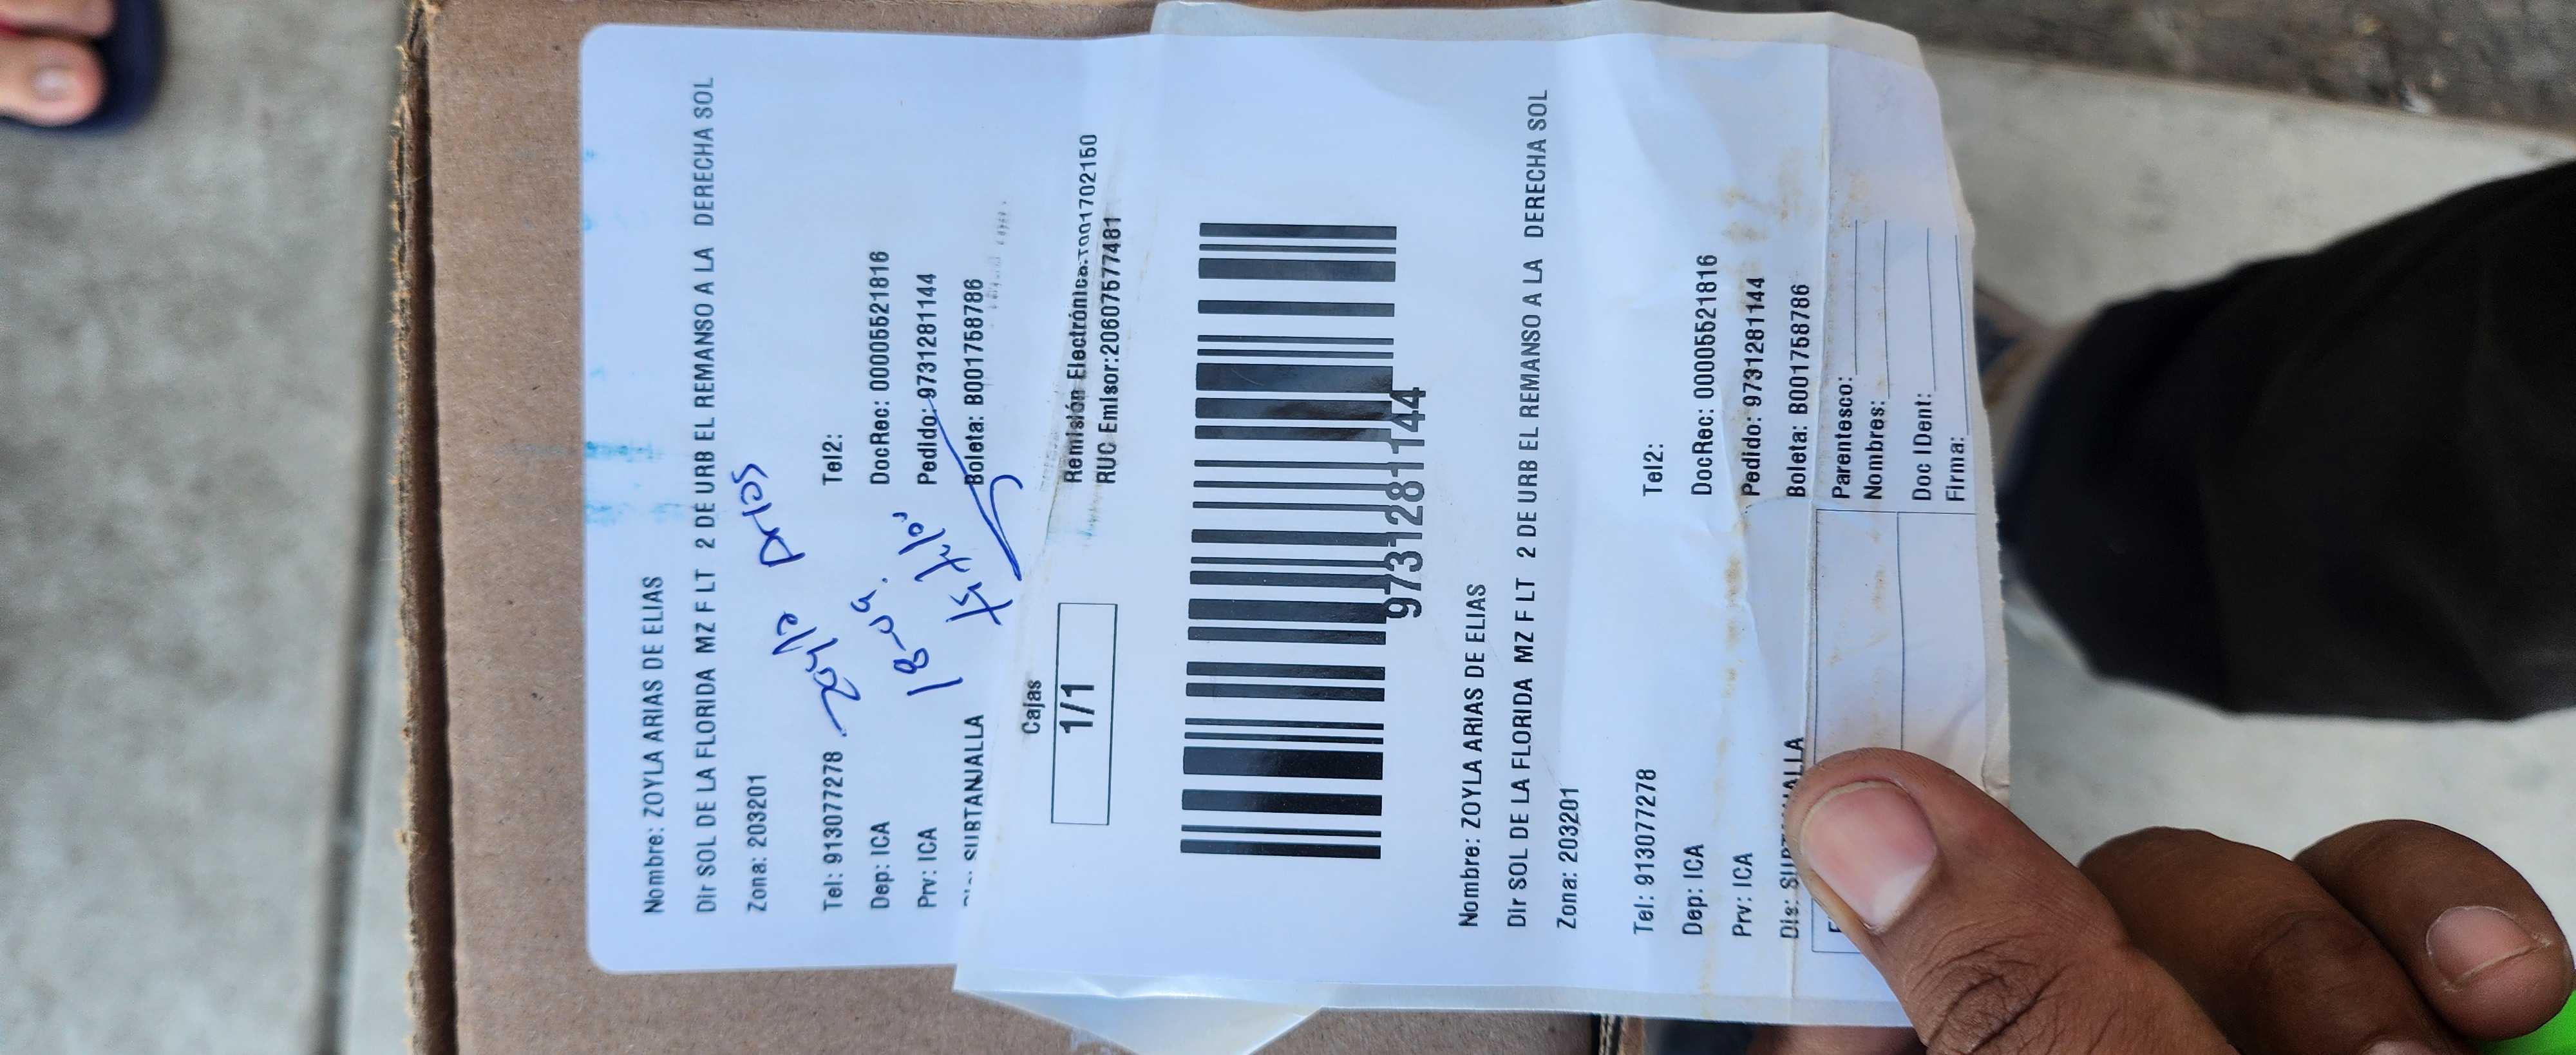 Nombre: ZOYLA ARIAS DE ELIAS
Dir SOL DE LA FLORIDA MZ F LT 2 DE URB EL REMANSO A LA DERECHA SOL
Zona: 203201
Zoyla Arias
Tel: 913077278 Tel2:
Dep: ICA DocRec: 00005521816
18-
Prv: ICA Pedido: 9731281144
SUBTANJALLA Boleta: B001758786
Cajas
1/1
Remisión Electrónica:T001702150
RUC Emisor:20607577481
9731281144
Nombre: ZOYLA ARIAS DE ELIAS
Dir SOL DE LA FLORIDA MZ F LT 2 DE URB EL REMANSO A LA DERECHA SOL
Zona: 203201
Tel: 913077278 Tel2:
Dep: ICA DocRec: 00005521816
Prv: ICA Pedido: 9731281144
Dis: Boleta: B001758786
Parentesco:
Nombres:
Doc IDent:
Firma: